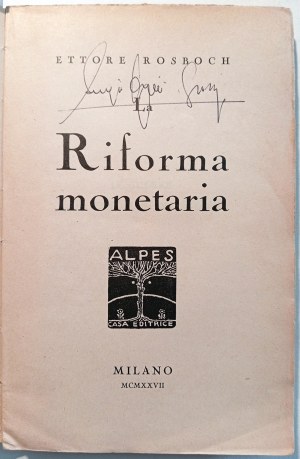 ETTORE ROSBOCH
La
Riforma
monetaria
ALPES
CASA EDITRICE
MILANO
MCMXXVII